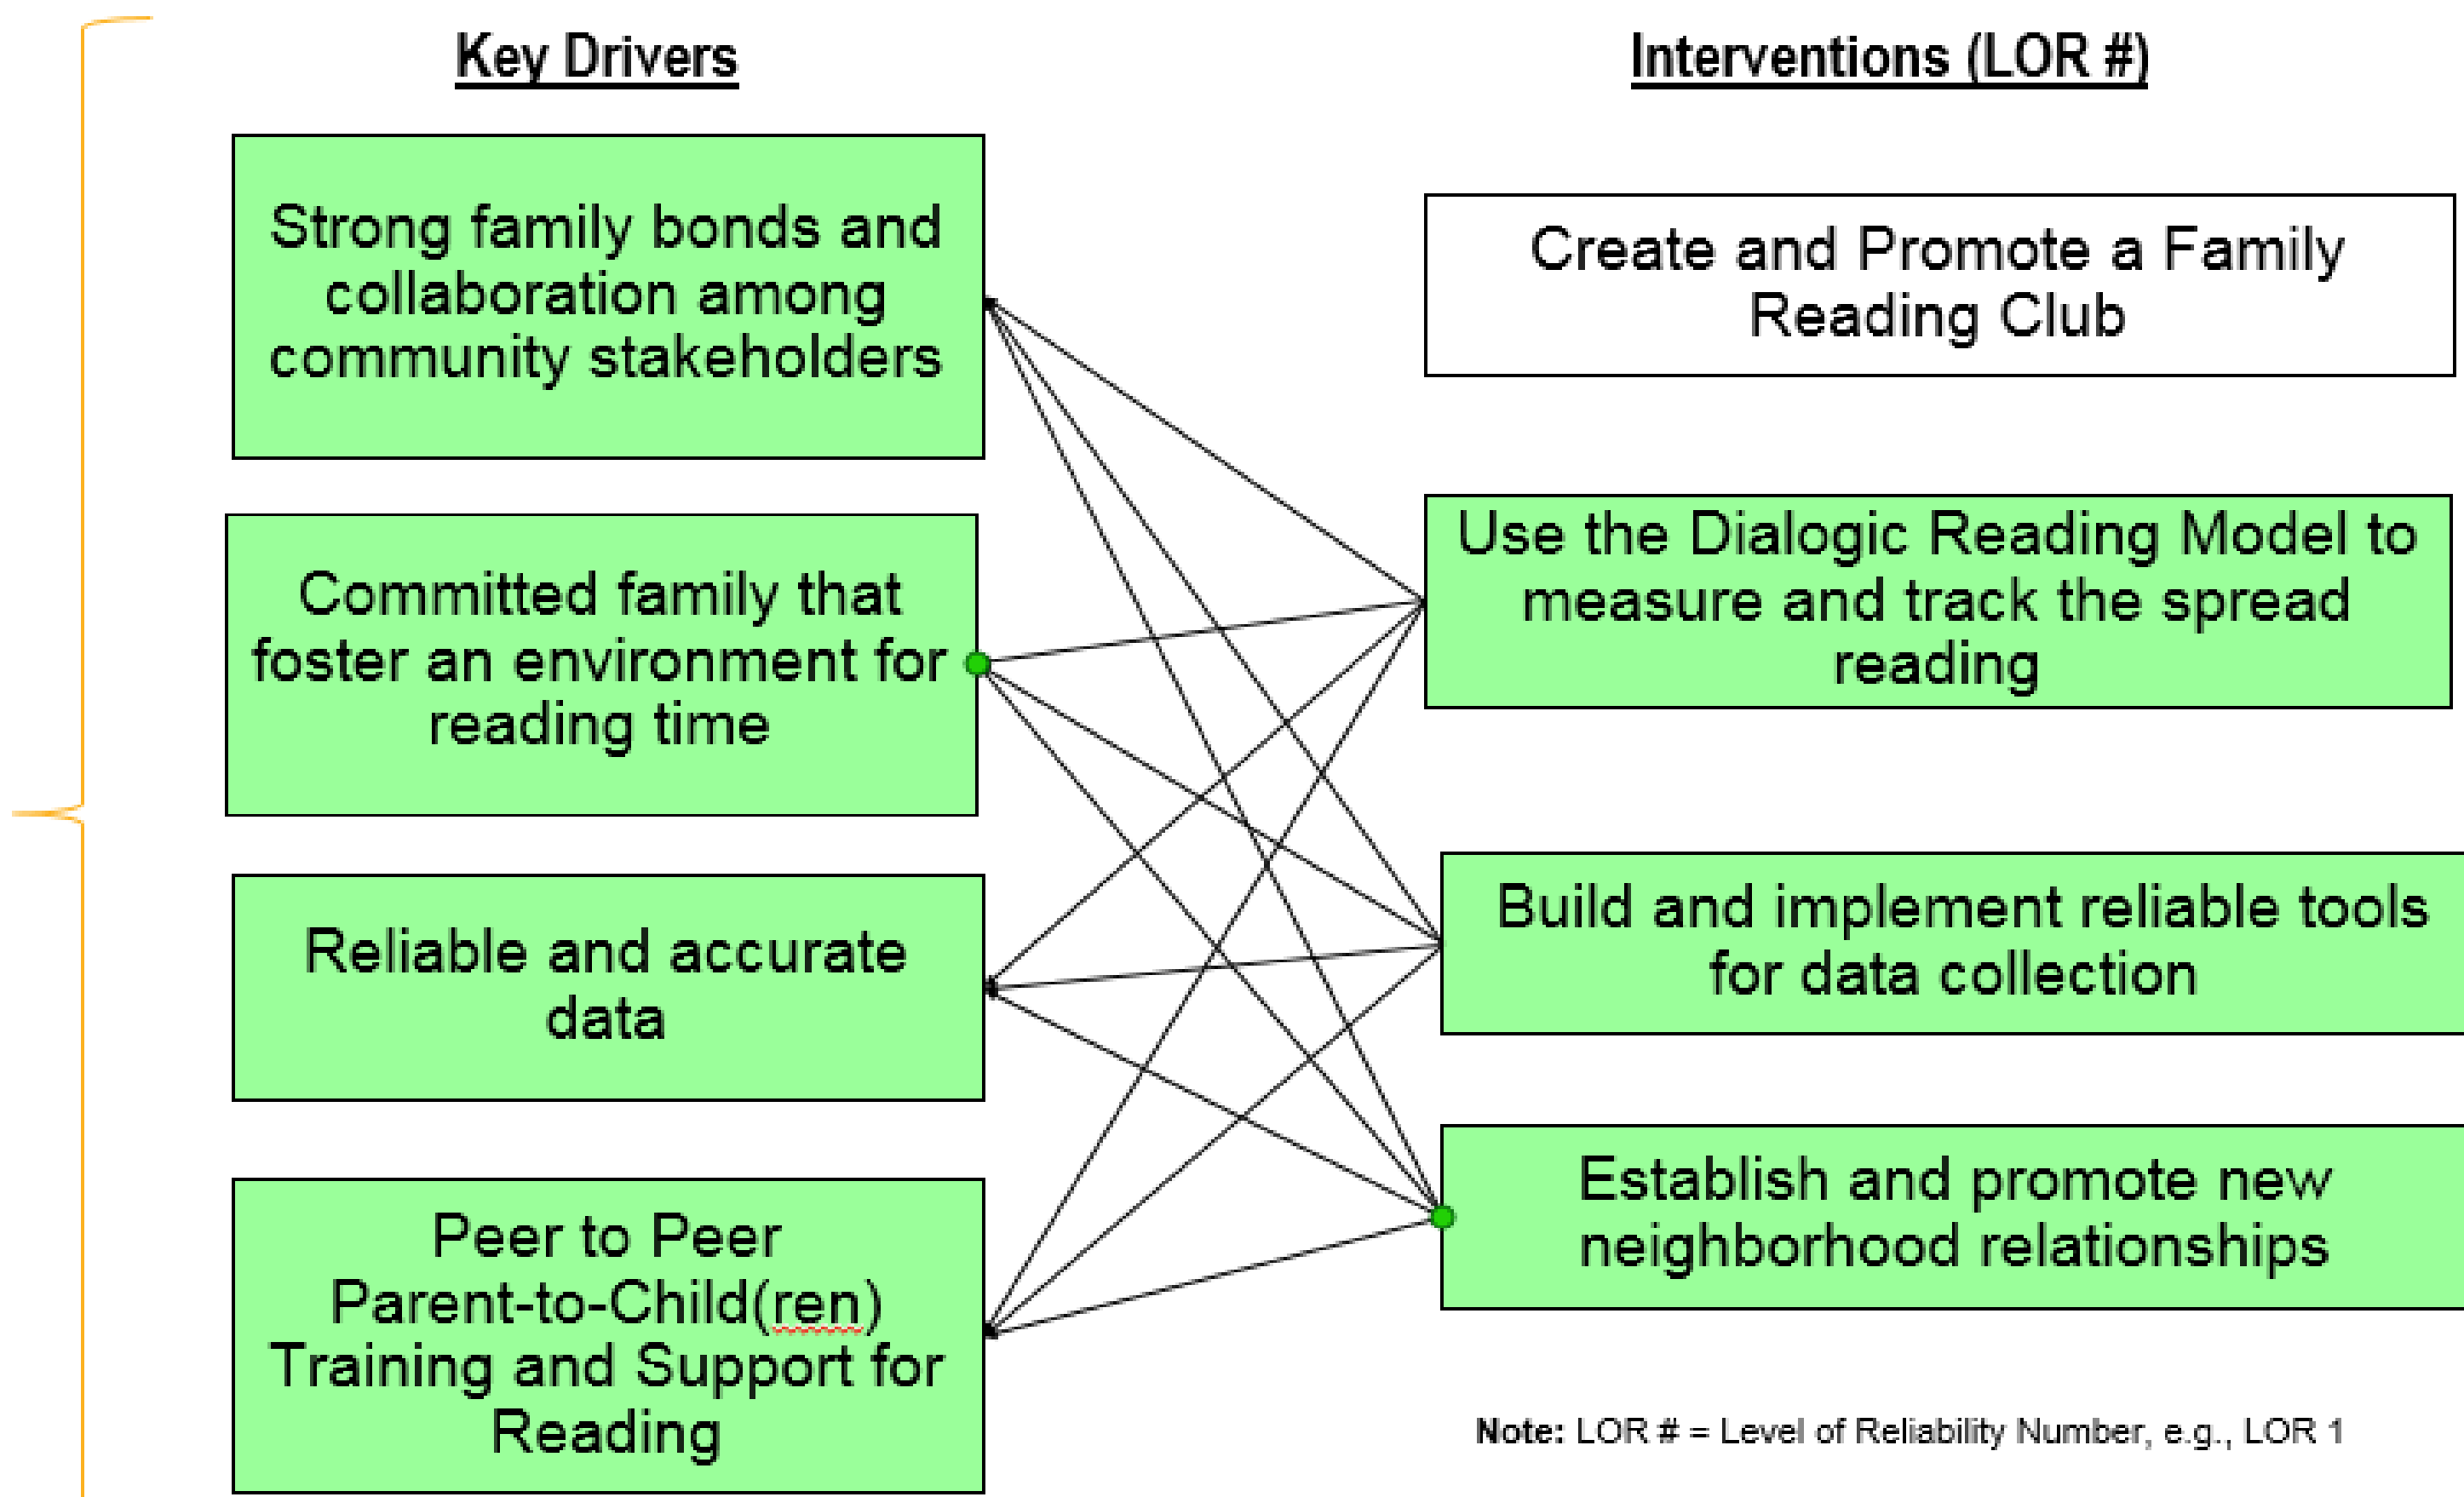 Key Drivers
Strong family bonds and
collaboration among
community stakeholders
Committed family that
foster an environment for
reading time
Reliable and accurate
data
Peer to Peer
Parent-to-Child(ren)
Training and Support for
Reading
Interventions (LOR #)
Create and Promote a Family
Reading Club
Use the Dialogic Reading Model to
measure and track the spread
reading
Build and implement reliable tools
for data collection
Establish and promote new
neighborhood relationships
Note: LOR # = Level of Reliability Number, e.g., LOR 1